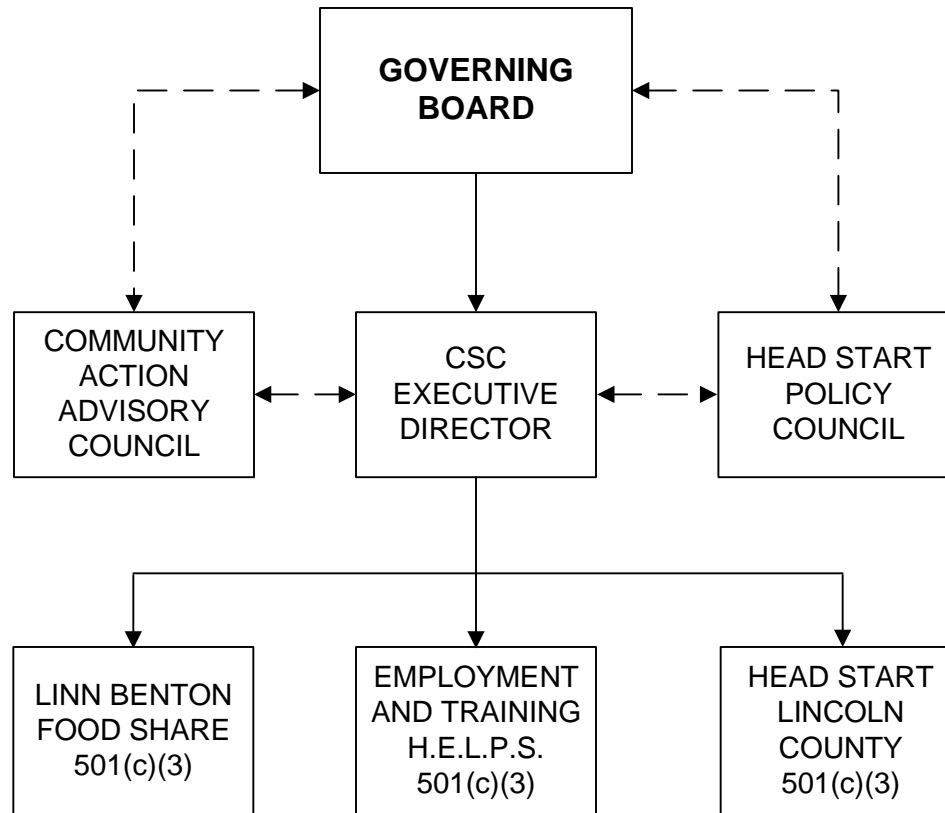 GOVERNING
BOARD
COMMUNITY
ACTION
ADVISORY
COUNCIL
CSC
EXECUTIVE
DIRECTOR
HEAD START
POLICY
COUNCIL
LINN BENTON
FOOD SHARE
501(c)(3)
EMPLOYMENT
AND TRAINING
H.E.L.P.S.
501(c)(3)
HEAD START
LINCOLN
COUNTY
501(c)(3)